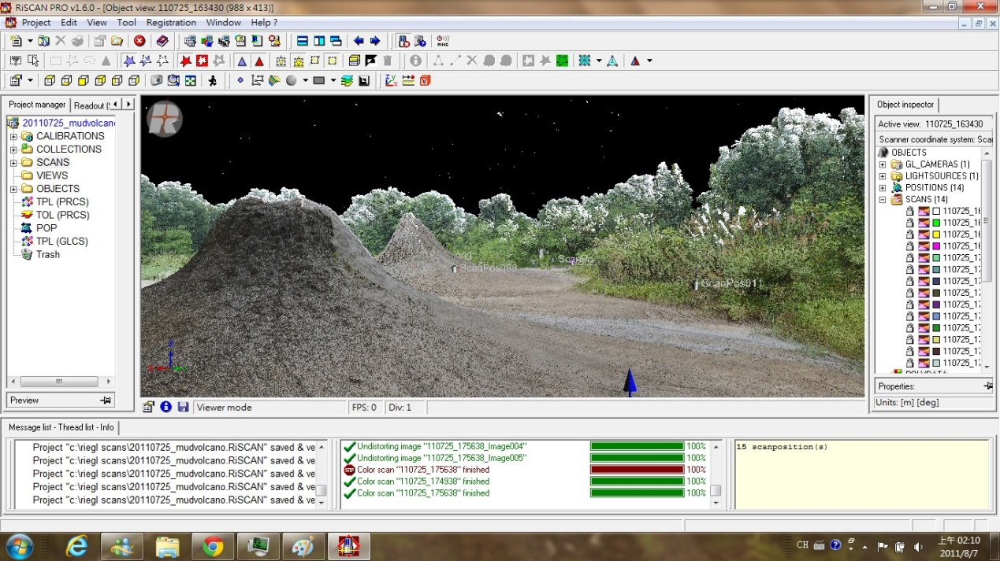 RiSCAN PRO v1.6.0 - [Object view: 110725_163430 (988 x 413)]
Project Edit View Tool Registration Window Help ?
Project manager Readout (
20110725_mudvolcan
CALIBRATIONS
COLLECTIONS
SCANS
VIEWS
OBJECTS
TPL (PRCS)
TOL (PRCS)
POP
TPL (GLCS)
Trash
Preview
ScanPos008
ScanPo
ScanPos011
Viewer mode
FPS: 0
Div: 1
Object inspector
Active view: 110725_163430
Scanner coordinate system: Sca
OBJECTS
GL_CAMERAS (1)
LIGHTSOURCES (1)
POSITIONS (14)
SCANS (14)
110725_16
110725_16
110725_16
110725_16
110725_17
110725_17
110725_17
110725_17
110725_17
110725_17
110725_17
110725_17
110725_17
110725_17
Properties:
Units: [m] [deg]
Message list - Thread list - Info
Project "c:\riegl scans\20110725_mudvolcano.RiSCAN" saved & ve
Project "c:\riegl scans\20110725_mudvolcano.RiSCAN" saved & ve
Project "c:\riegl scans\20110725_mudvolcano.RiSCAN" saved & ve
Project "c:\riegl scans\20110725_mudvolcano.RiSCAN" saved & ve
Project "c:\riegl scans\20110725_mudvolcano.RiSCAN" saved & ve
Undistorting image "110725_175638_Image004" 100%
Undistorting image "110725_175638_Image005" 100%
Color scan "110725_175638" finished 100%
Color scan "110725_174938" finished 100%
Color scan "110725_175638" finished 100%
15 scanposition(s)
CH
上午 02:10
2011/8/7